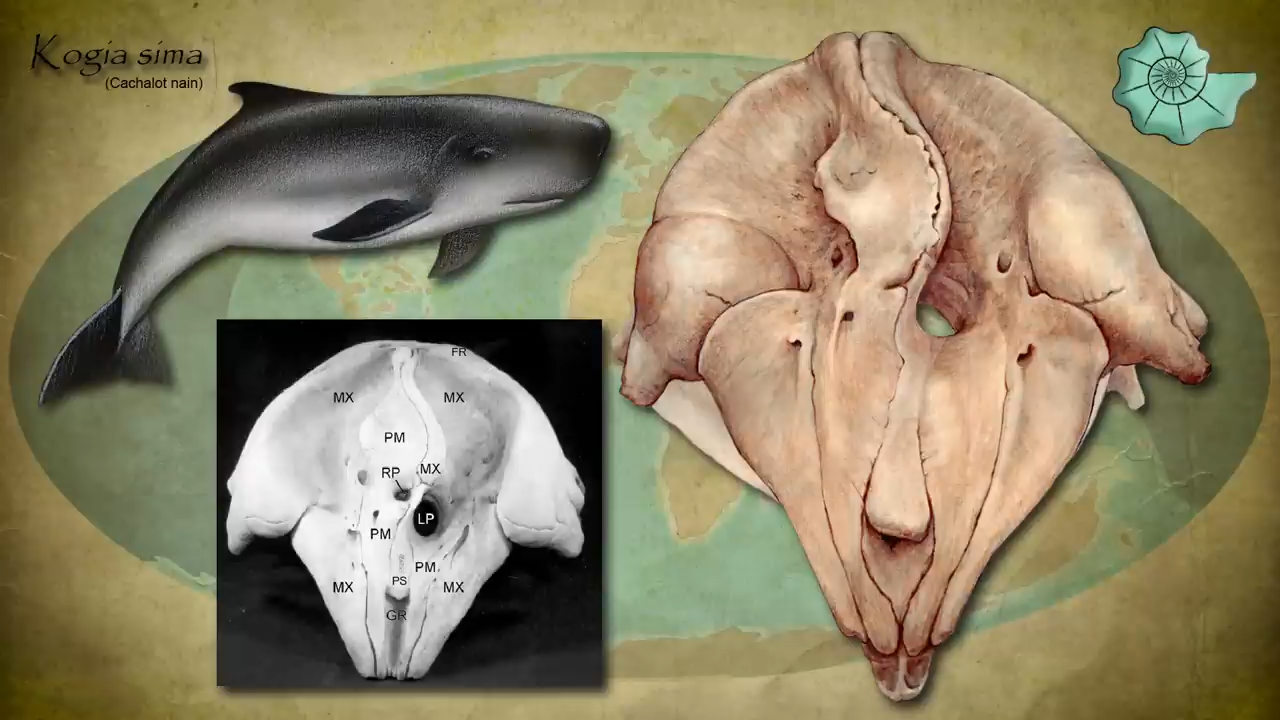 Kogia sima
(Cachalot nain)
FR
MX
MX
PM
RP
MX
LP
PM
PM
PS
MX
MX
GR